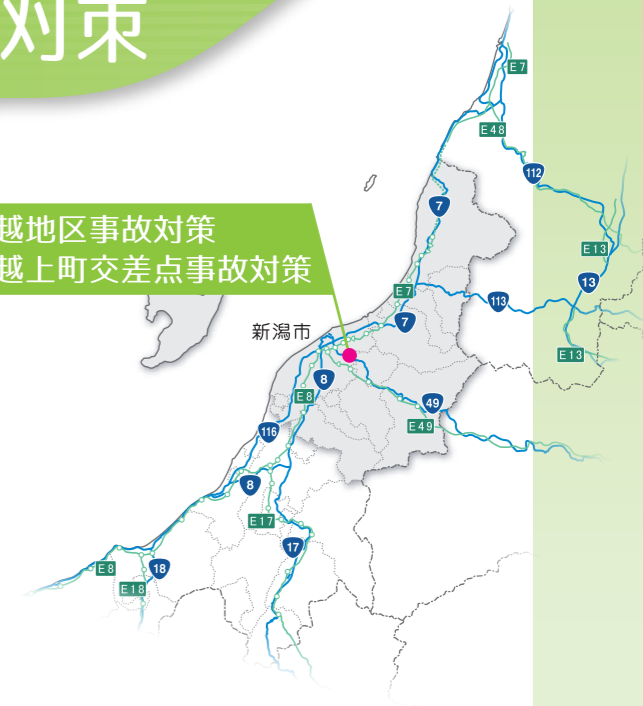 対策
越地区事故対策
越上町交差点事故対策
新潟市
E7
E48
112
7
E13
13
E7
113
7
E13
8
E8
49
E49
116
8
E17
17
E8
18
E18